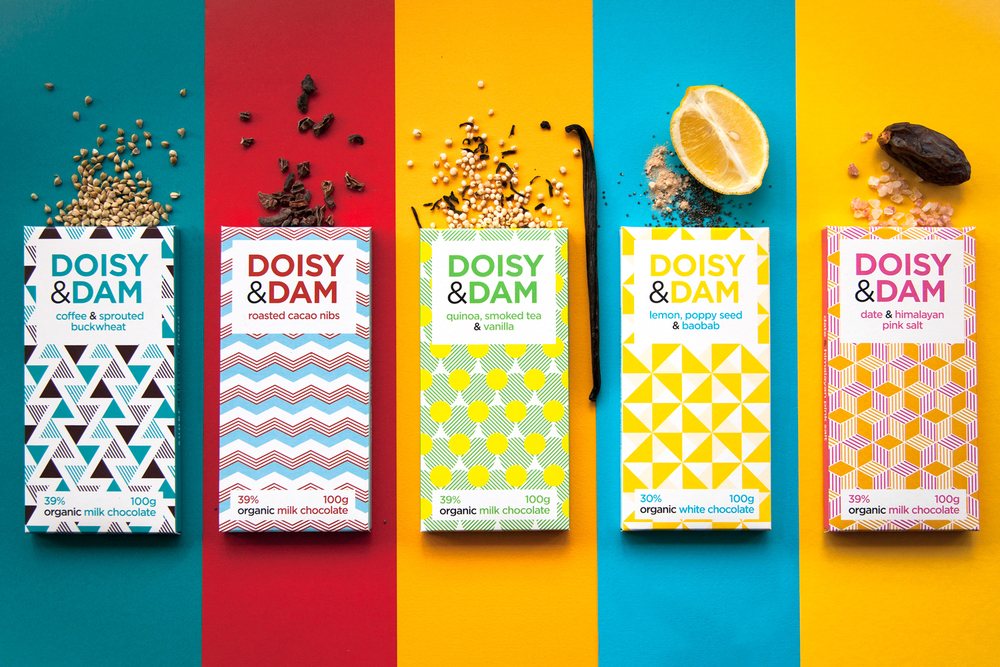 DOISY
&DAM
coffee & sprouted
buckwheat
39% 100g
organic milk chocolate
DOISY
&DAM
roasted cacao nibs
39% 100g
organic milk chocolate
DOISY
&DAM
quinoa, smoked tea
& vanilla
39% 100g
organic milk chocolate
DOISY
&DAM
lemon, poppy seed
& baobab
30% 100g
organic white chocolate
DOISY
&DAM
date & himalayan
pink salt
39% 100g
organic milk chocolate